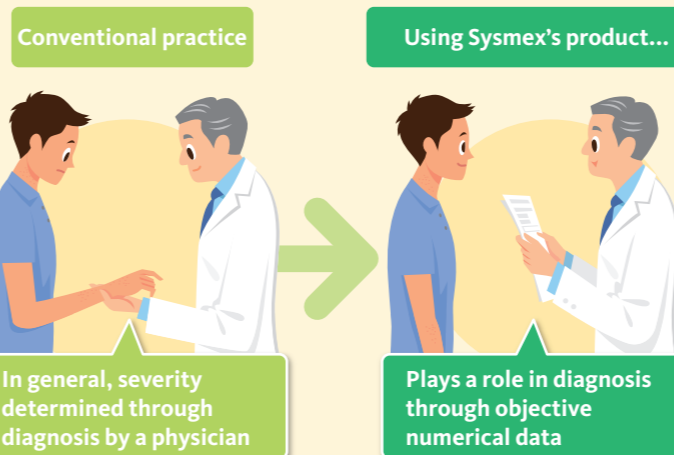 Conventional practice
Using Sysmex’s product...
In general, severity
determined through
diagnosis by a physician
Plays a role in diagnosis
through objective
numerical data